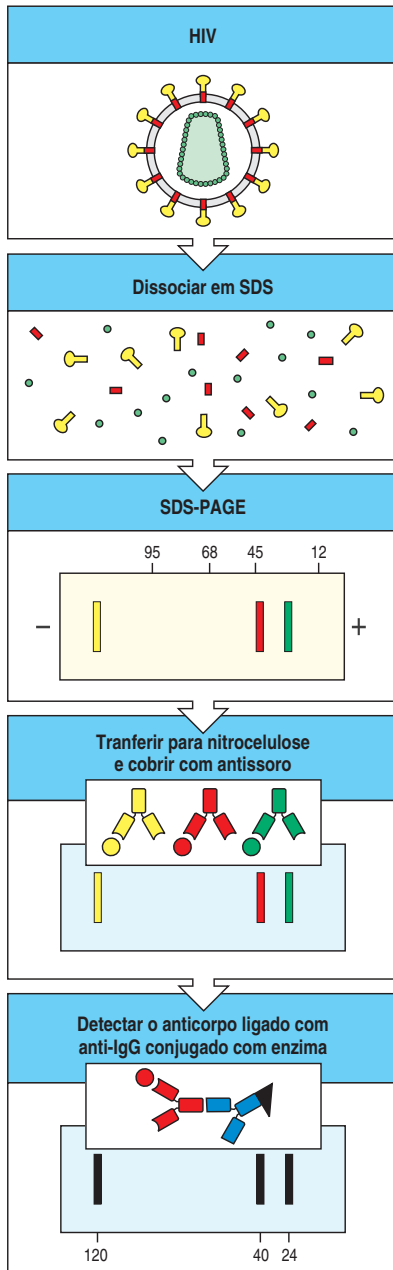 HIV
Dissociar em SDS
SDS-PAGE
95 68 45 12
– +
Tranferir para nitrocelulose
e cobrir com antissoro
Detectar o anticorpo ligado com
anti-IgG conjugado com enzima
120 40 24